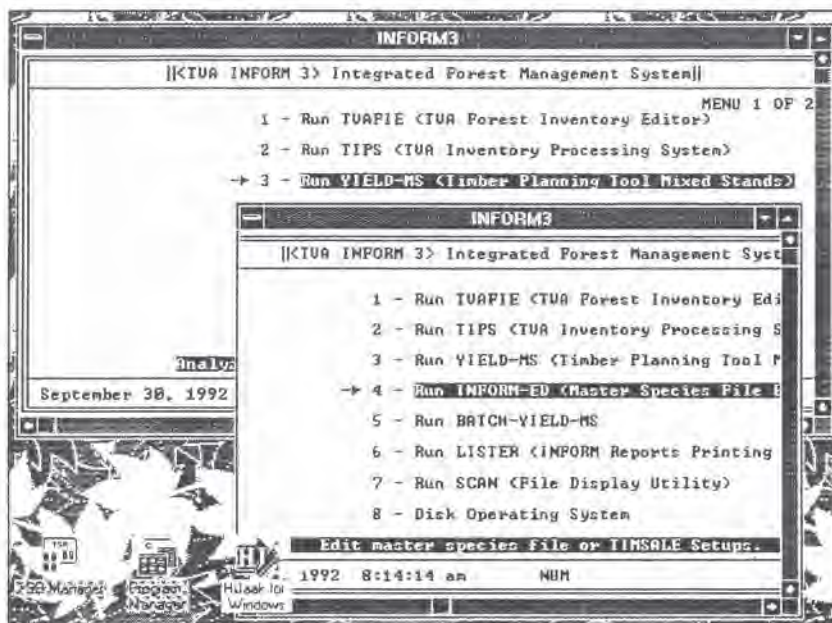 INFORM3
||<TVA INFORM 3> Integrated Forest Management System||
MENU 1 OF 2
1 - Run TVAFIE <TVA Forest Inventory Editor>
2 - Run TIPS <TVA Inventory Processing System>
→ 3 - Run YIELD-MS <Timber Planning Tool Mixed Stands>
Analys
September 30, 1992
INFORM3
||<TVA INFORM 3> Integrated Forest Management Syst
1 - Run TVAFIE <TVA Forest Inventory Edi
2 - Run TIPS <TVA Inventory Processing S
3 - Run YIELD-MS <Timber Planning Tool M
→ 4 - Run INFORM-ED <Master Species File E
5 - Run BATCH-YIELD-MS
6 - Run LISTER <INFORM Reports Printing
7 - Run SCAN <File Display Utility>
8 - Disk Operating System
Edit master species file or TIMSALE Setups.
1992 8:14:14 am NUM
TSR
Manager
Program
Manager
HiJaak for
Windows